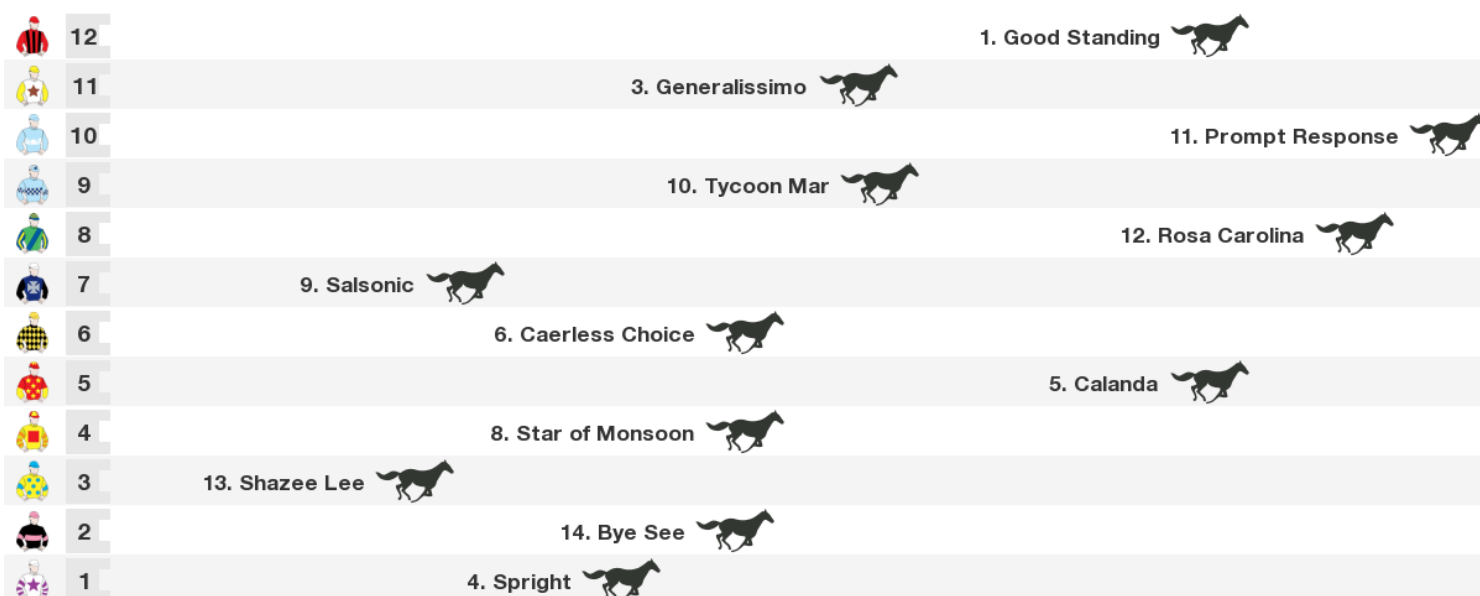 12 1. Good Standing
11 3. Generalissimo
10 11. Prompt Response
9 10. Tycoon Mar
8 12. Rosa Carolina
7 9. Salsonic
6 6. Caerless Choice
5 5. Calanda
4 8. Star of Monsoon
3 13. Shazee Lee
2 14. Bye See
1 4. Spright